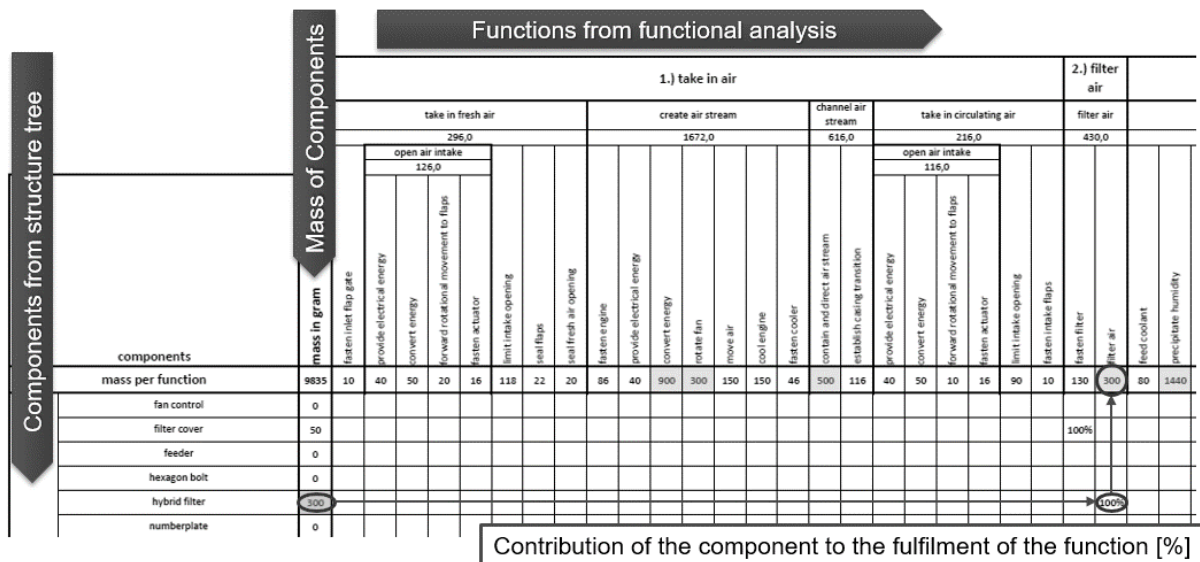 Functions from functional analysis
Components from structure tree
Mass of Components
1.) take in air
2.) filter air
take in fresh air
create air stream
channel air stream
take in circulating air
filter air
296,0
1672,0
616,0
216,0
430,0
open air intake
126,0
open air intake
116,0
components
mass in gram
fasten inlet flap gate
provide electrical energy
convert energy
forward rotational movement to flaps
fasten actuator
limit intake opening
seal flaps
seal fresh air opening
fasten engine
provide electrical energy
convert energy
rotate fan
move air
cool engine
fasten cooler
contain and direct air stream
establish casing transition
provide electrical energy
convert energy
forward rotational movement to flaps
fasten actuator
limit intake opening
fasten intake flaps
fasten filter
filter air
feed coolant
precipitate humidity
mass per function 9835 10 40 50 20 16 118 22 20 86 40 900 300 150 150 46 500 116 40 50 10 16 90 10 130 300 80 1440
fan control 0
filter cover 50 100%
feeder 0
hexagon bolt 0
hybrid filter 300 100%
numberplate 0
Contribution of the component to the fulfilment of the function [%]